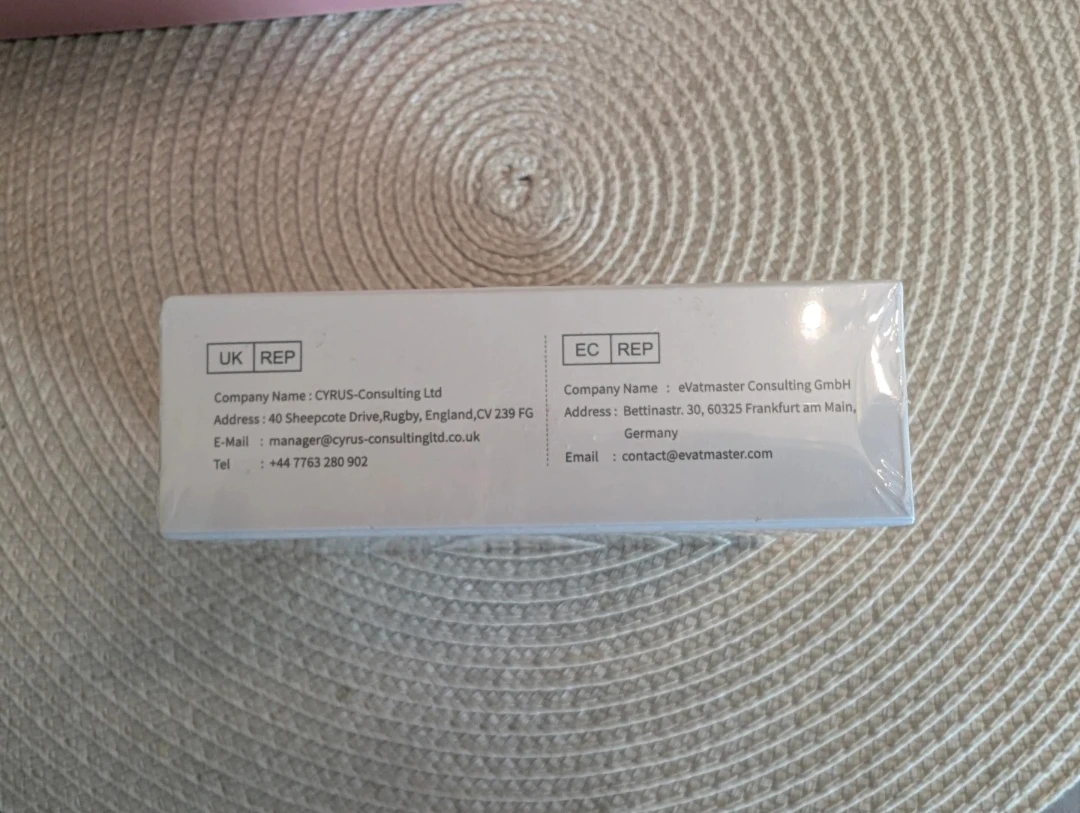 UK REP
Company Name : CYRUS-Consulting Ltd
Address : 40 Sheepcote Drive,Rugby, England,CV 239 FG
E-Mail : manager@cyrus-consultingltd.co.uk
Tel : +44 7763 280 902
EC REP
Company Name : eVatmaster Consulting GmbH
Address : Bettinastr. 30, 60325 Frankfurt am Main,
Germany
Email : contact@evatmaster.com